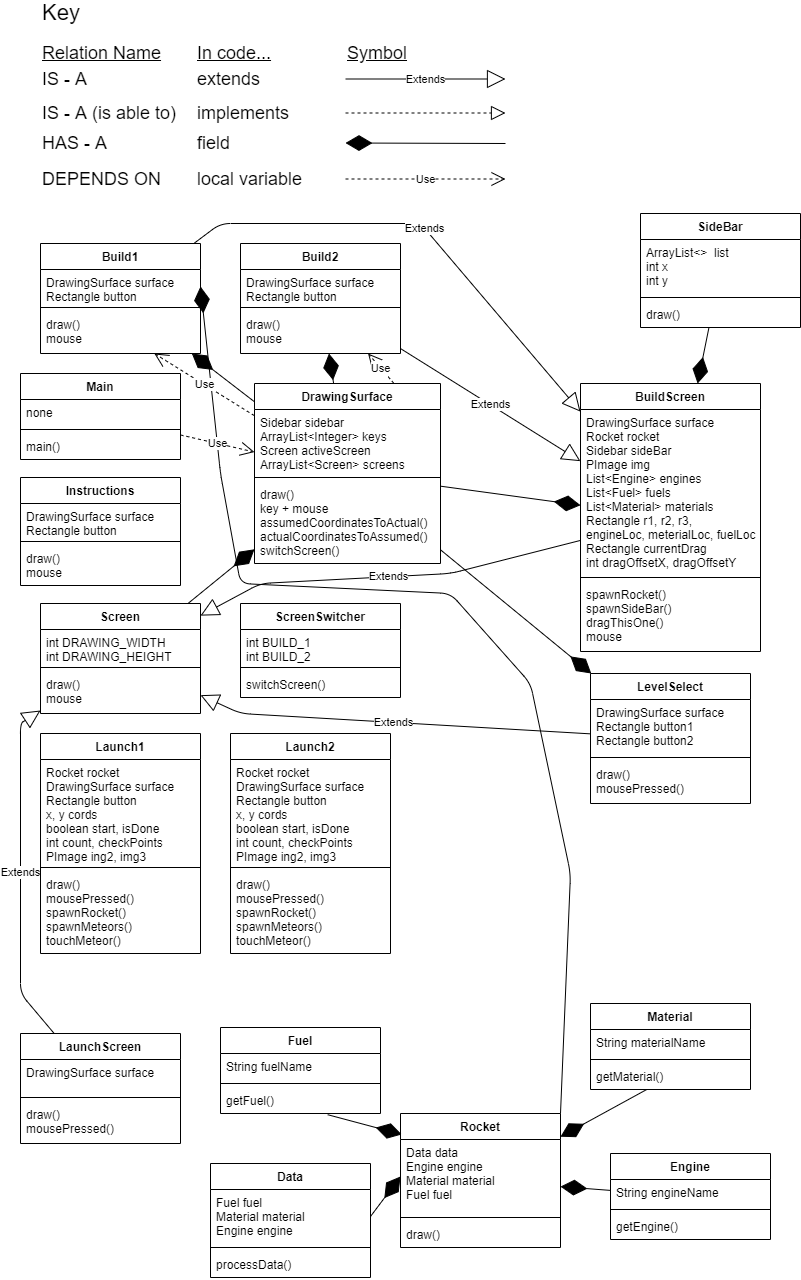 Key
Relation Name In code... Symbol
IS - A extends Extends
IS - A (is able to) implements
HAS - A field
DEPENDS ON local variable Use
Extends
SideBar
ArrayList<> list
int x
int y
draw()
Build1
DrawingSurface surface
Rectangle button
draw()
mouse
Build2
DrawingSurface surface
Rectangle button
draw()
mouse
Use
Use
Extends
Use
Main
none
main()
DrawingSurface
Sidebar sidebar
ArrayList<Integer> keys
Screen activeScreen
ArrayList<Screen> screens
draw()
key + mouse
assumedCoordinatesToActual()
actualCoordinatesToAssumed()
switchScreen()
BuildScreen
DrawingSurface surface
Rocket rocket
Sidebar sideBar
PImage img
List<Engine> engines
List<Fuel> fuels
List<Material> materials
Rectangle r1, r2, r3,
engineLoc, meterialLoc, fuelLoc
Rectangle currentDrag
int dragOffsetX, dragOffsetY
spawnRocket()
spawnSideBar()
dragThisOne()
mouse
Instructions
DrawingSurface surface
Rectangle button
draw()
mouse
Extends
Screen
int DRAWING_WIDTH
int DRAWING_HEIGHT
draw()
mouse
ScreenSwitcher
int BUILD_1
int BUILD_2
switchScreen()
LevelSelect
DrawingSurface surface
Rectangle button1
Rectangle button2
draw()
mousePressed()
Extends
Launch1
Rocket rocket
DrawingSurface surface
Rectangle button
x, y cords
boolean start, isDone
int count, checkPoints
PImage ing2, img3
draw()
mousePressed()
spawnRocket()
spawnMeteors()
touchMeteor()
Launch2
Rocket rocket
DrawingSurface surface
Rectangle button
x, y cords
boolean start, isDone
int count, checkPoints
PImage ing2, img3
draw()
mousePressed()
spawnRocket()
spawnMeteors()
touchMeteor()
Extends
LaunchScreen
DrawingSurface surface
draw()
mousePressed()
Fuel
String fuelName
getFuel()
Material
String materialName
getMaterial()
Rocket
Data data
Engine engine
Material material
Fuel fuel
draw()
Data
Fuel fuel
Material material
Engine engine
processData()
Engine
String engineName
getEngine()